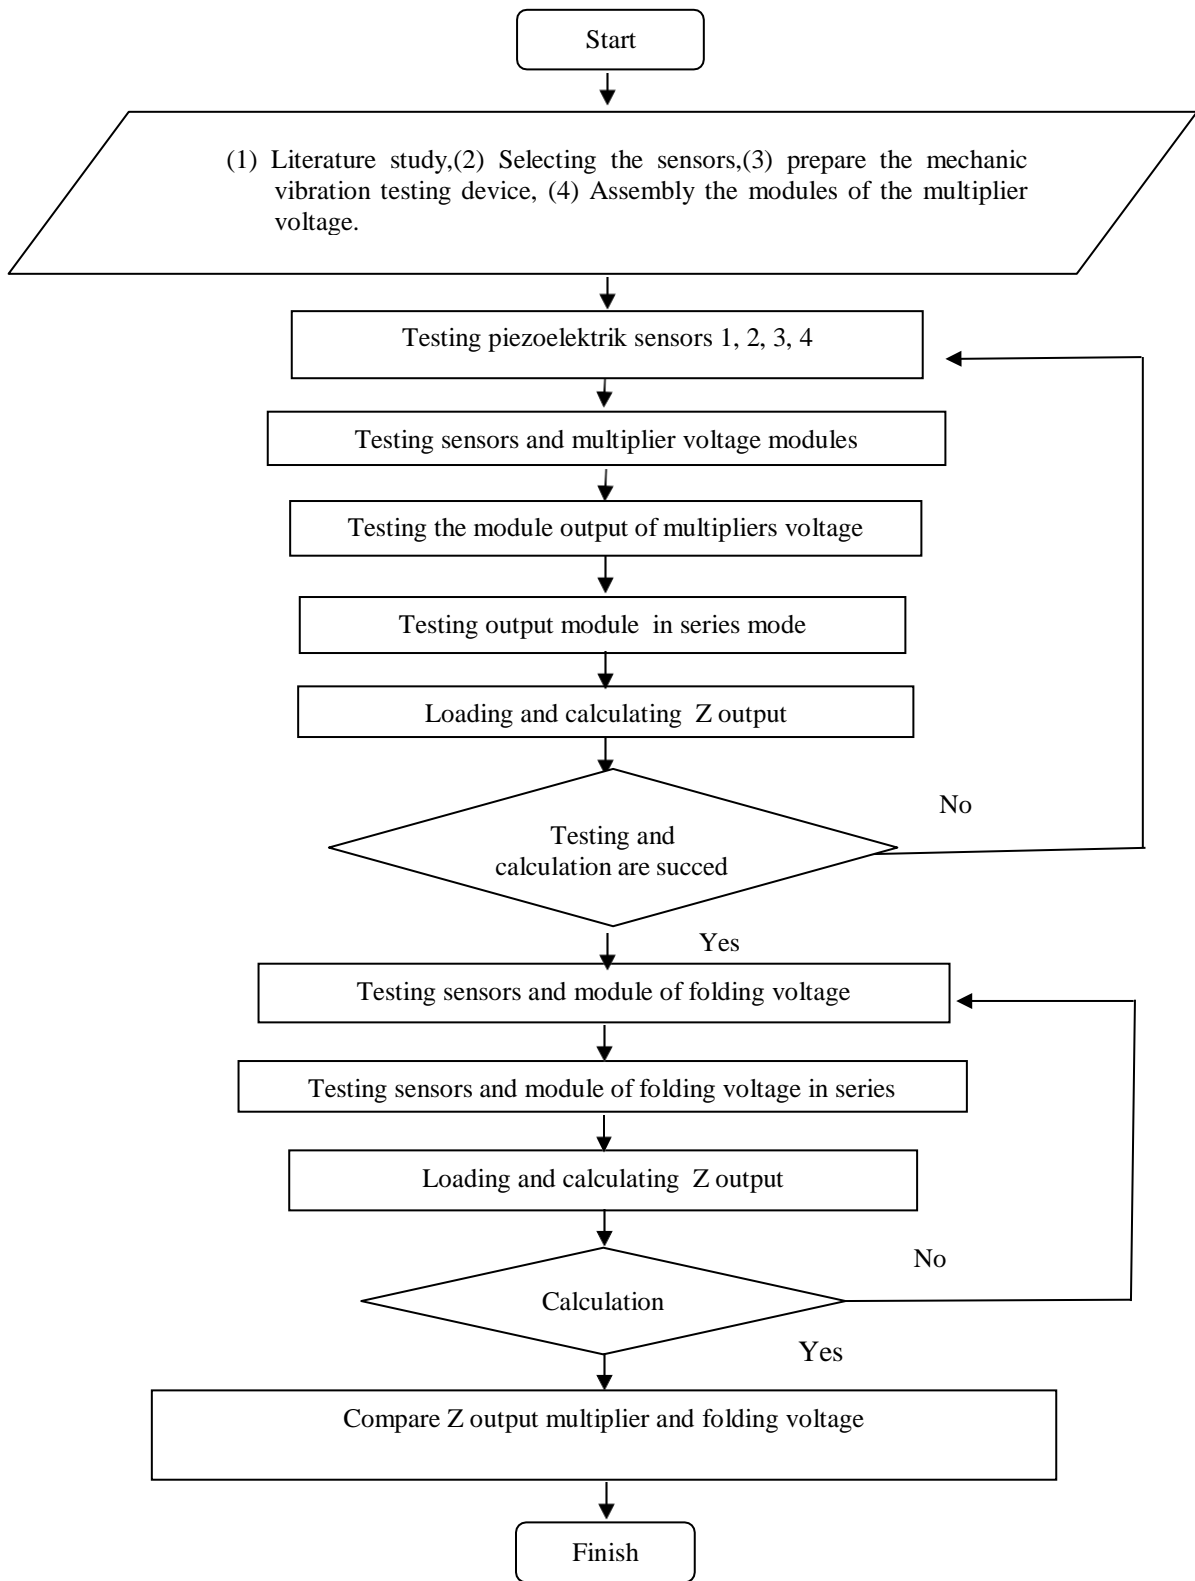 Start
(1) Literature study,(2) Selecting the sensors,(3) prepare the mechanic
vibration testing device, (4) Assembly the modules of the multiplier
voltage.
Testing piezoelektrik sensors 1, 2, 3, 4
Testing sensors and multiplier voltage modules
Testing the module output of multipliers voltage
Testing output module in series mode
Loading and calculating Z output
No
Testing and
calculation are succed
Yes
Testing sensors and module of folding voltage
Testing sensors and module of folding voltage in series
Loading and calculating Z output
No
Calculation
Yes
Compare Z output multiplier and folding voltage
Finish